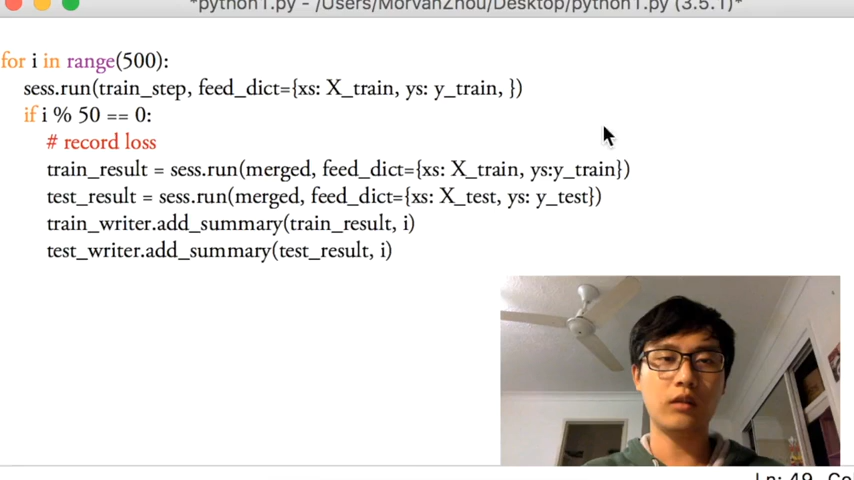 *python1.py - /Users/MorvanZhou/Desktop/python1.py (3.5.1)*
for i in range(500):
sess.run(train_step, feed_dict={xs: X_train, ys: y_train, })
if i % 50 == 0:
# record loss
train_result = sess.run(merged, feed_dict={xs: X_train, ys:y_train})
test_result = sess.run(merged, feed_dict={xs: X_test, ys: y_test})
train_writer.add_summary(train_result, i)
test_writer.add_summary(test_result, i)
Ln: 49